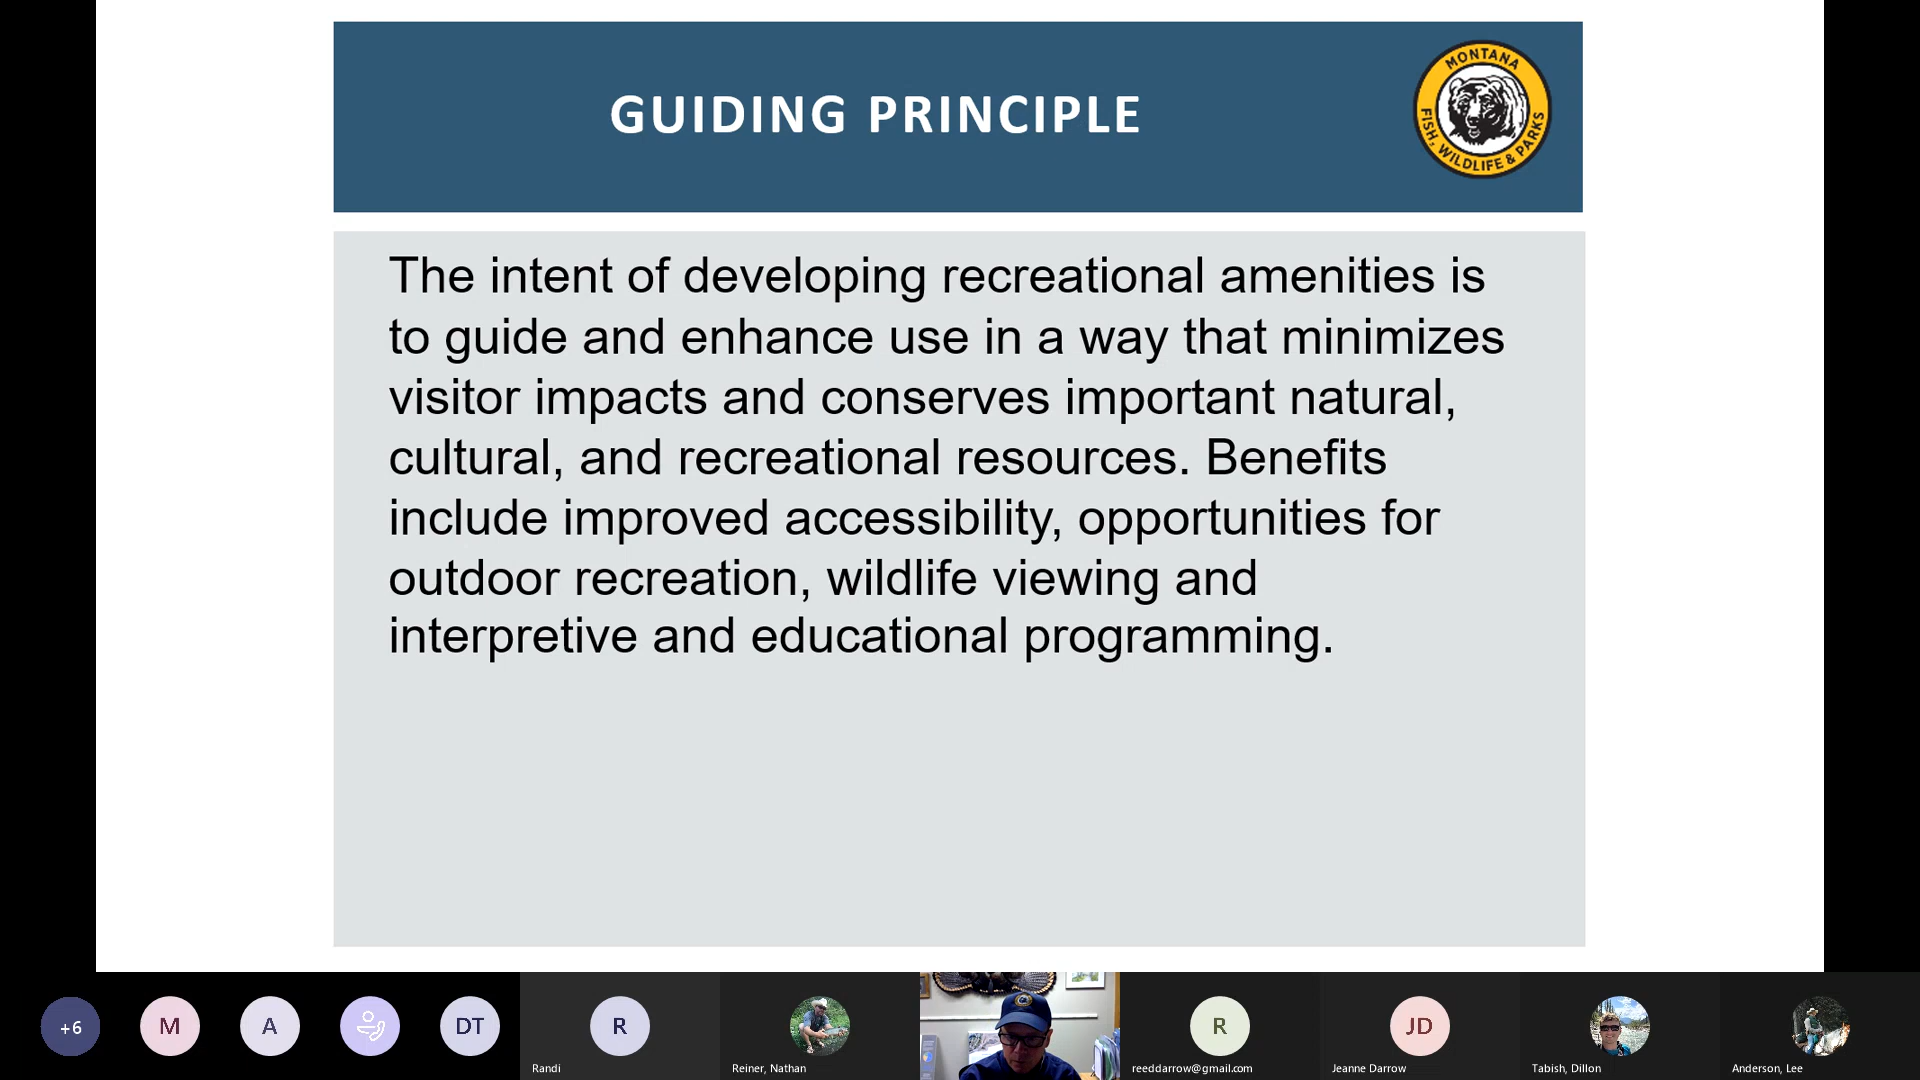 GUIDING PRINCIPLE
MONTANA
FISH, WILDLIFE & PARKS
The intent of developing recreational amenities is
to guide and enhance use in a way that minimizes
visitor impacts and conserves important natural,
cultural, and recreational resources. Benefits
include improved accessibility, opportunities for
outdoor recreation, wildlife viewing and
interpretive and educational programming.
+6
M
A
DT
R
Randi
Reiner, Nathan
R
reeddarrow@gmail.com
JD
Jeanne Darrow
Tabish, Dillon
Anderson, Lee